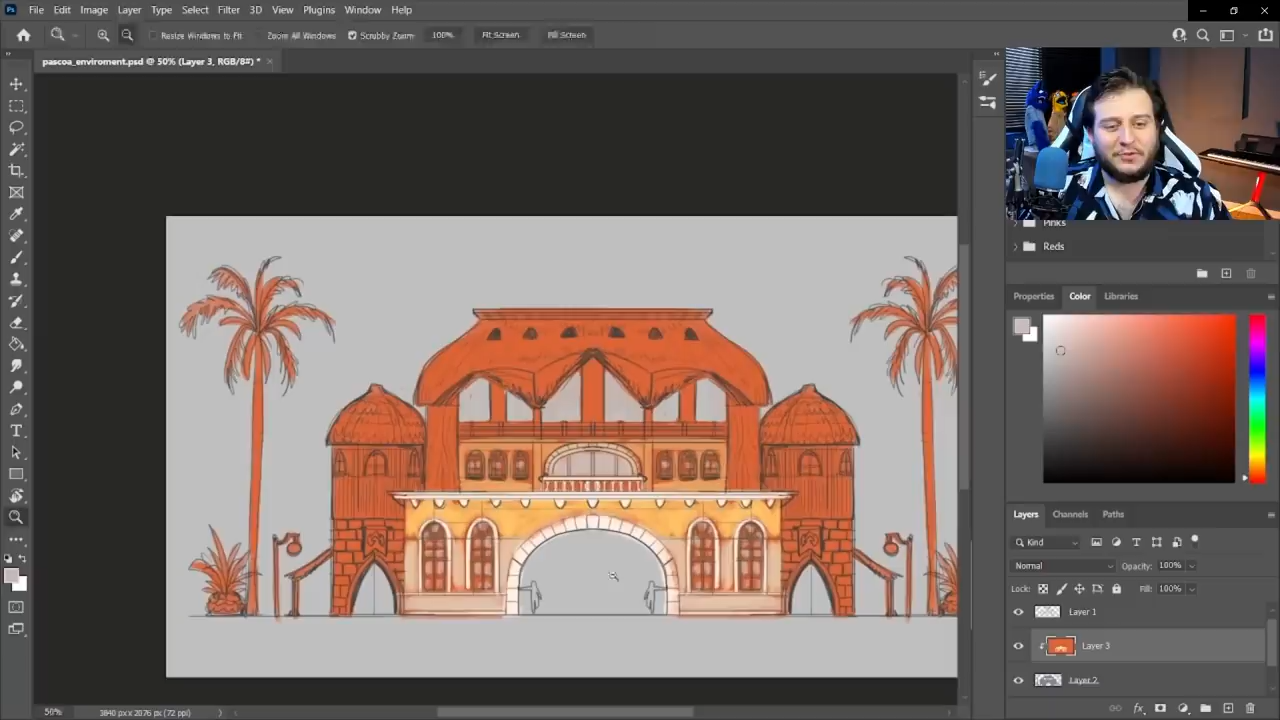 Ps File Edit Image Layer Type Select Filter 3D View Plugins Window Help
Resize Windows to Fit Zoom All Windows Scrubby Zoom 100% Fit Screen Fill Screen
pascoa_enviroment.psd @ 50% (Layer 3, RGB/8#) *
Pinks
Reds
Properties Color Libraries
Layers Channels Paths
Kind
Normal Opacity: 100%
Lock: Fill: 100%
Layer 1
Layer 3
Layer 2
fx
50% 3840 px x 2076 px (72 ppi)